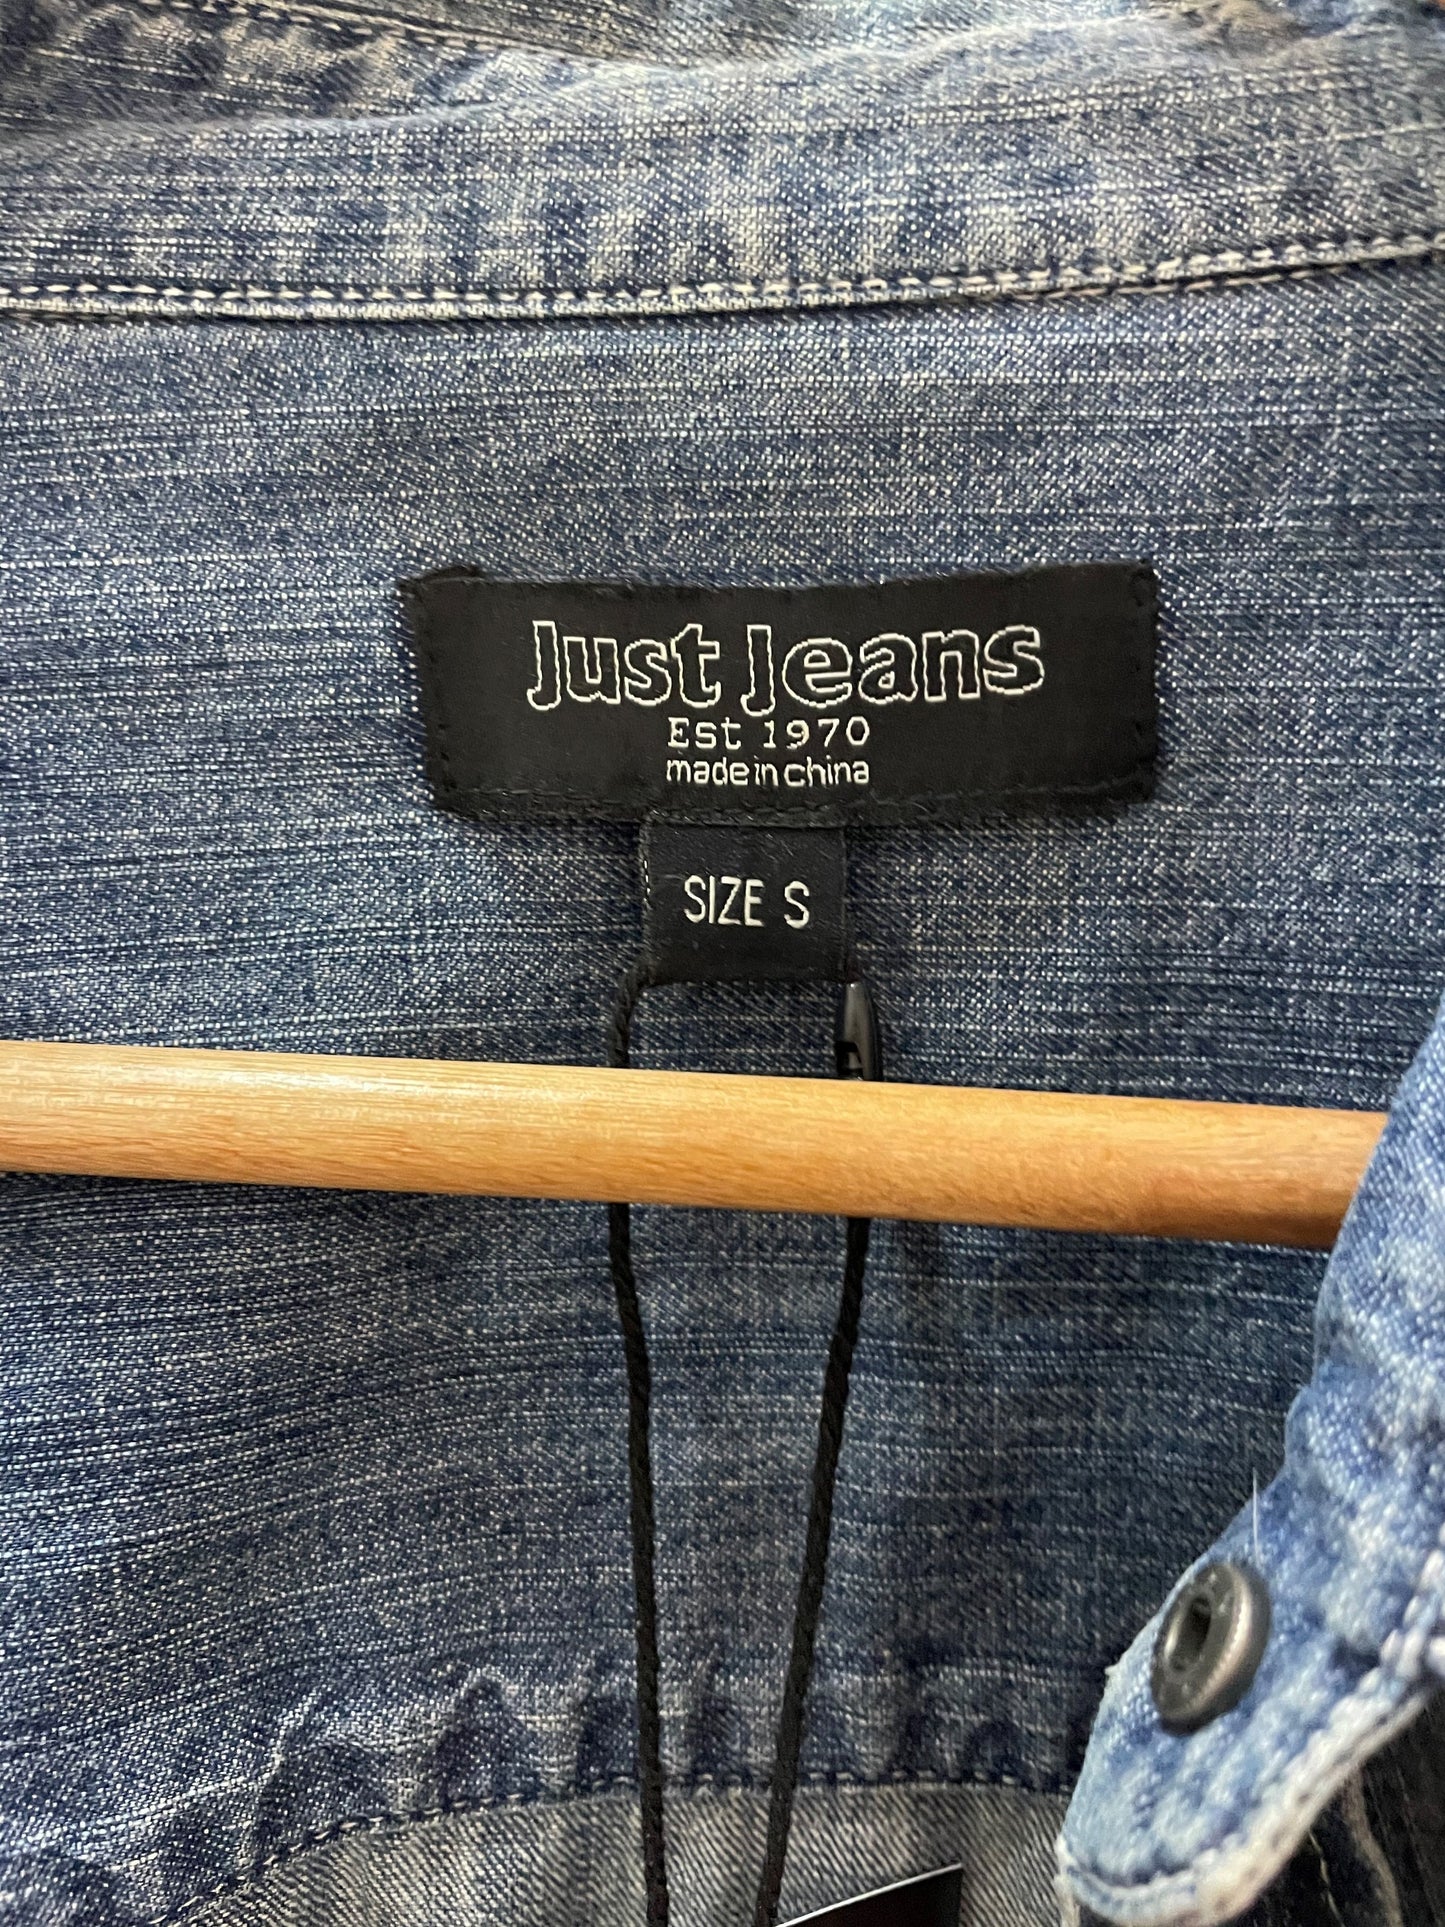 Just Jeans
Est 1970
made in china
SIZE S